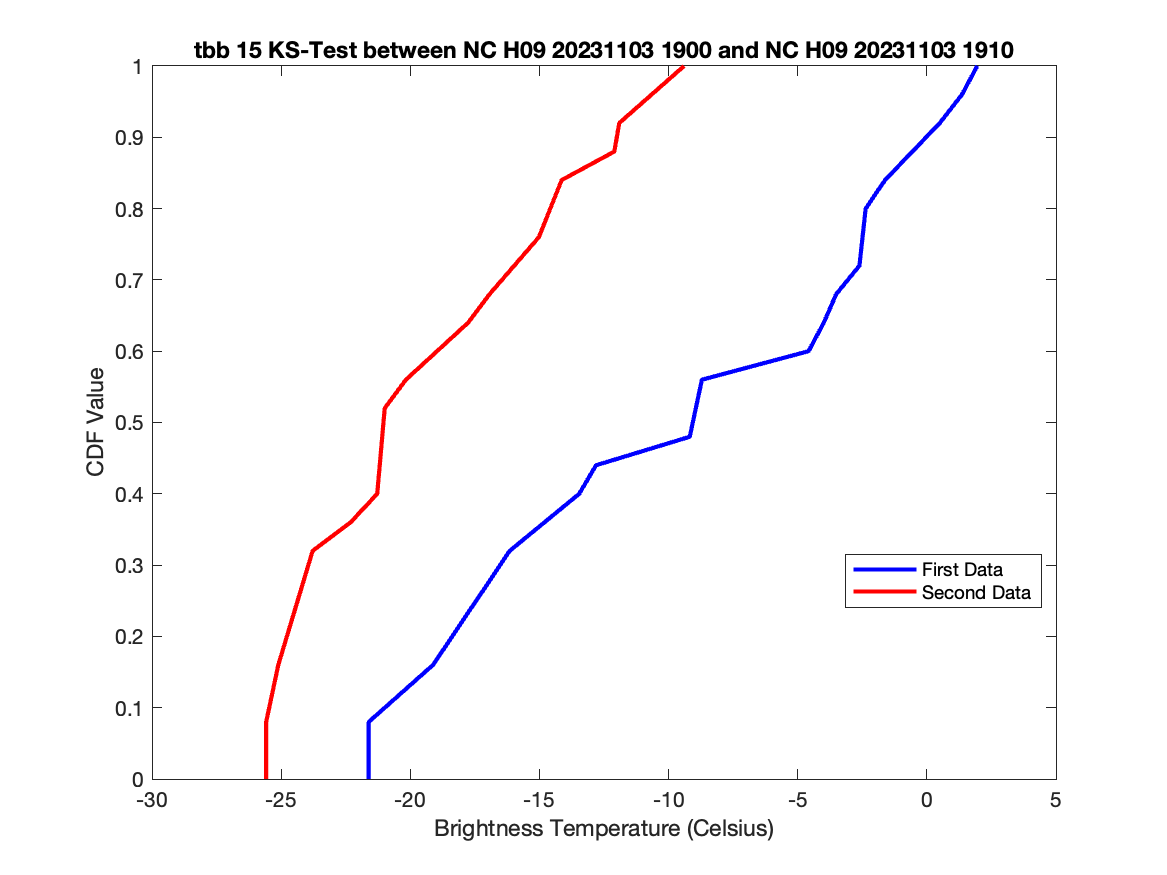 tbb 15 KS-Test between NC H09 20231103 1900 and NC H09 20231103 1910
1
0.9
0.8
0.7
0.6
0.5
0.4
0.3
0.2
0.1
0
CDF Value
First Data
Second Data
-30 -25 -20 -15 -10 -5 0 5
Brightness Temperature (Celsius)